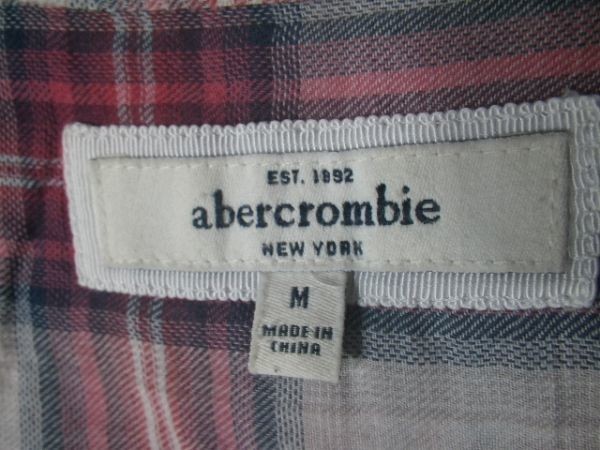 EST. 1892
abercrombie
NEW YORK
M
MADE IN
CHINA